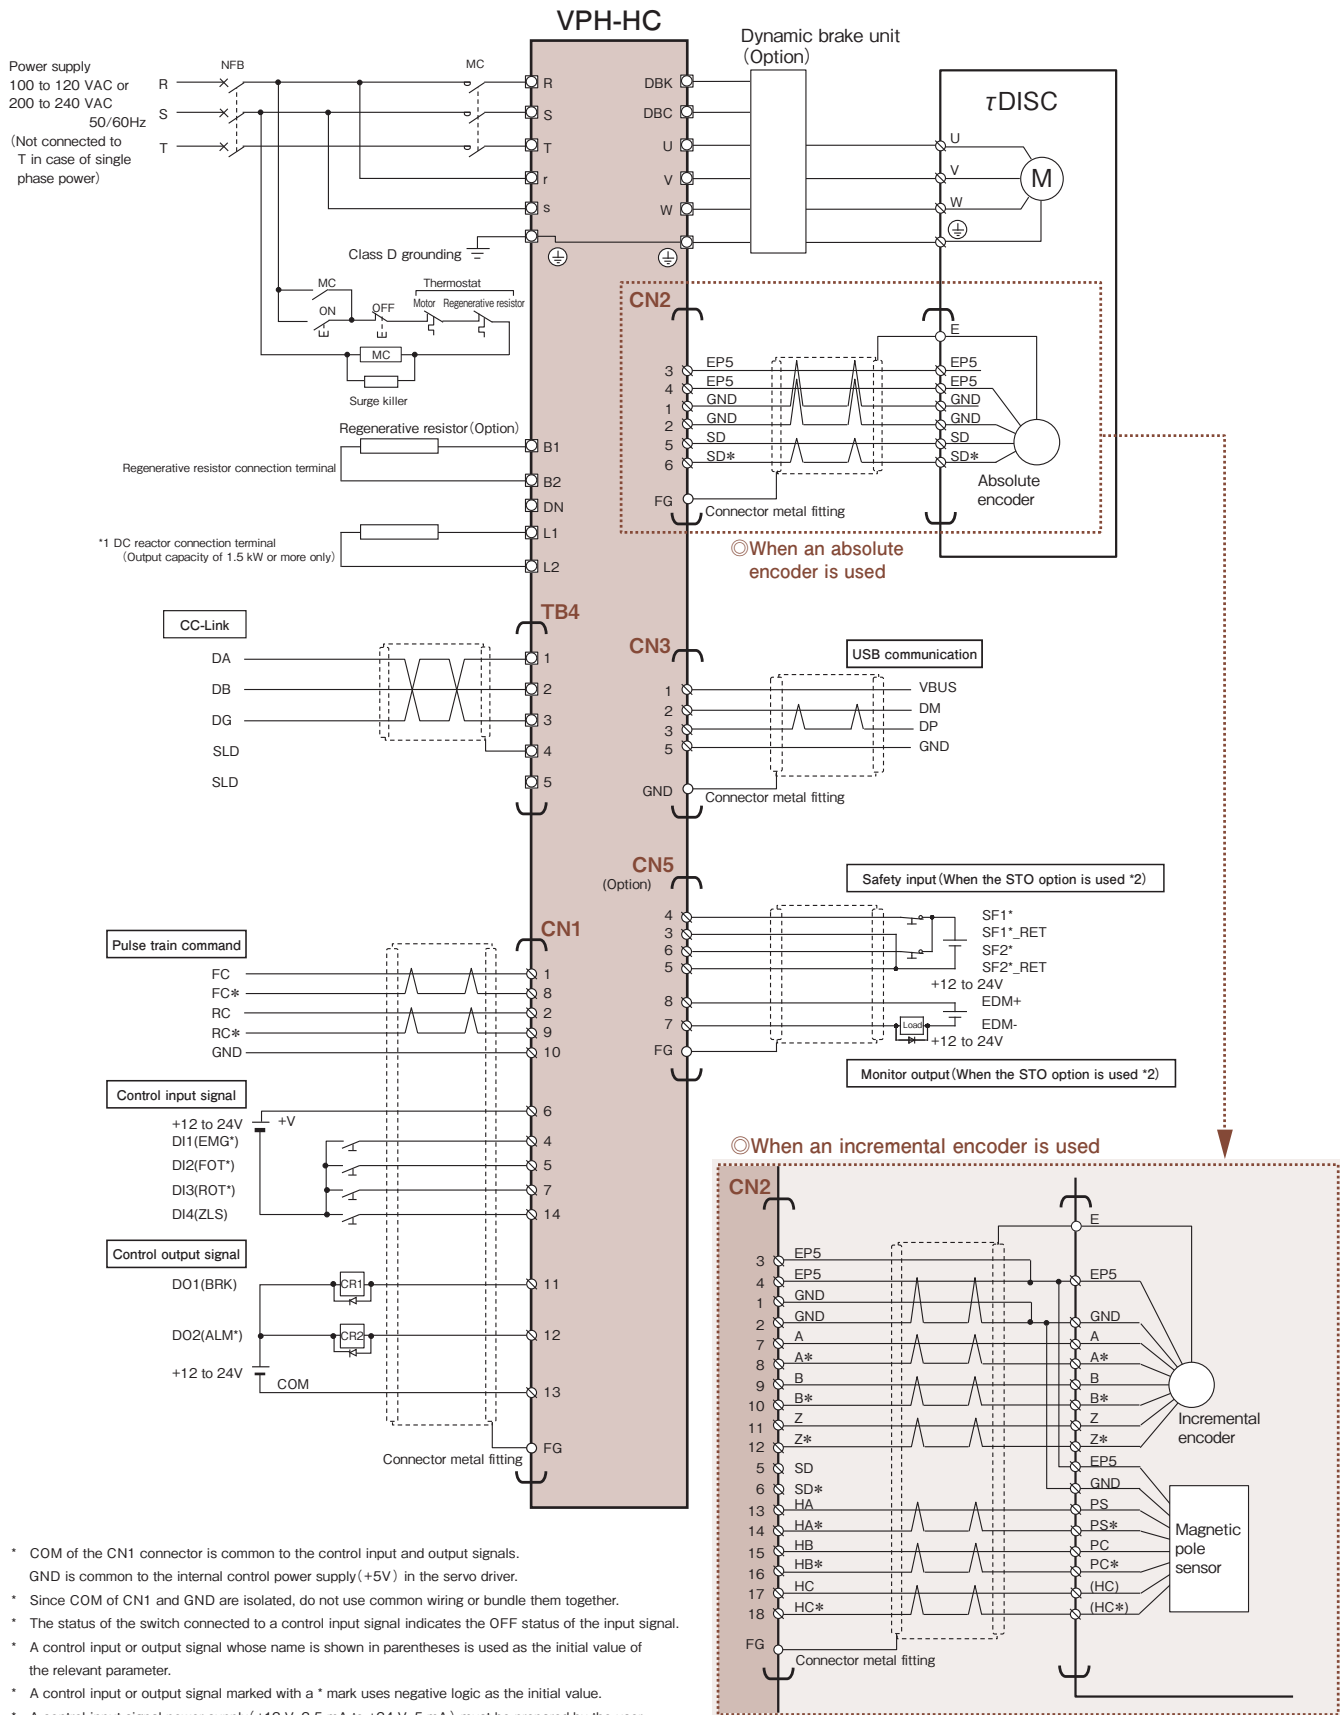 VPH-HC
Power supply
100 to 120 VAC or
200 to 240 VAC
50/60Hz
(Not connected to
T in case of single
phase power)
R
S
T
NFB
MC
R
S
T
r
s
Class D grounding
MC
ON
OFF
Thermostat
Motor
Regenerative resistor
MC
Surge killer
Regenerative resistor(Option)
Regenerative resistor connection terminal
B1
B2
DN
*1 DC reactor connection terminal
(Output capacity of 1.5 kW or more only)
L1
L2
DBK
DBC
U
V
W
Dynamic brake unit
(Option)
τDISC
U
V
W
M
CN2
3 EP5
4 EP5
1 GND
2 GND
5 SD
6 SD*
FG
Connector metal fitting
E
EP5
EP5
GND
GND
SD
SD*
Absolute
encoder
◎When an absolute
encoder is used
TB4
CC-Link
DA 1
DB 2
DG 3
SLD 4
SLD 5
CN3
USB communication
1 VBUS
2 DM
3 DP
5 GND
GND
Connector metal fitting
CN5
(Option)
Safety input(When the STO option is used *2)
4 SF1*
3 SF1*_RET
6 SF2*
5 SF2*_RET
+12 to 24V
8 EDM+
7 Load EDM-
+12 to 24V
FG
Monitor output(When the STO option is used *2)
CN1
Pulse train command
FC 1
FC* 8
RC 2
RC* 9
GND 10
Control input signal
+12 to 24V +V 6
DI1(EMG*) 4
DI2(FOT*) 5
DI3(ROT*) 7
DI4(ZLS) 14
Control output signal
DO1(BRK) CR1 11
DO2(ALM*) CR2 12
+12 to 24V COM 13
FG
Connector metal fitting
◎When an incremental encoder is used
CN2
E
3 EP5
4 EP5 EP5
1 GND
2 GND GND
7 A A
8 A* A*
9 B B
10 B* B*
11 Z Z
12 Z* Z*
5 SD EP5
6 SD* GND
13 HA PS
14 HA* PS*
15 HB PC
16 HB* PC*
17 HC (HC)
18 HC* (HC*)
FG
Connector metal fitting
Incremental
encoder
Magnetic
pole
sensor
* COM of the CN1 connector is common to the control input and output signals.
GND is common to the internal control power supply(+5V) in the servo driver.
* Since COM of CN1 and GND are isolated, do not use common wiring or bundle them together.
* The status of the switch connected to a control input signal indicates the OFF status of the input signal.
* A control input or output signal whose name is shown in parentheses is used as the initial value of
the relevant parameter.
* A control input or output signal marked with a * mark uses negative logic as the initial value.